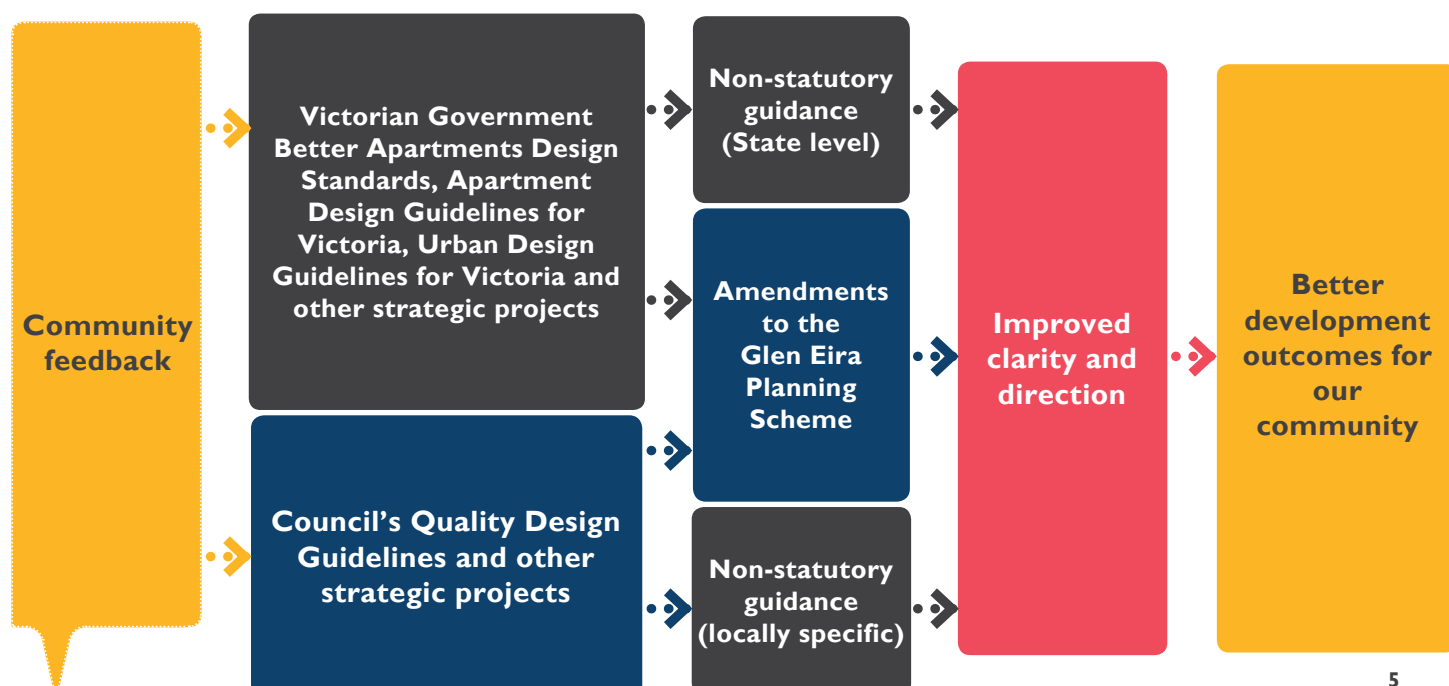 Community
feedback
Victorian Government
Better Apartments Design
Standards, Apartment
Design Guidelines for
Victoria, Urban Design
Guidelines for Victoria and
other strategic projects
Council’s Quality Design
Guidelines and other
strategic projects
Non-statutory
guidance
(State level)
Amendments
to the
Glen Eira
Planning
Scheme
Non-statutory
guidance
(locally specific)
Improved
clarity and
direction
Better
development
outcomes for
our
community
5